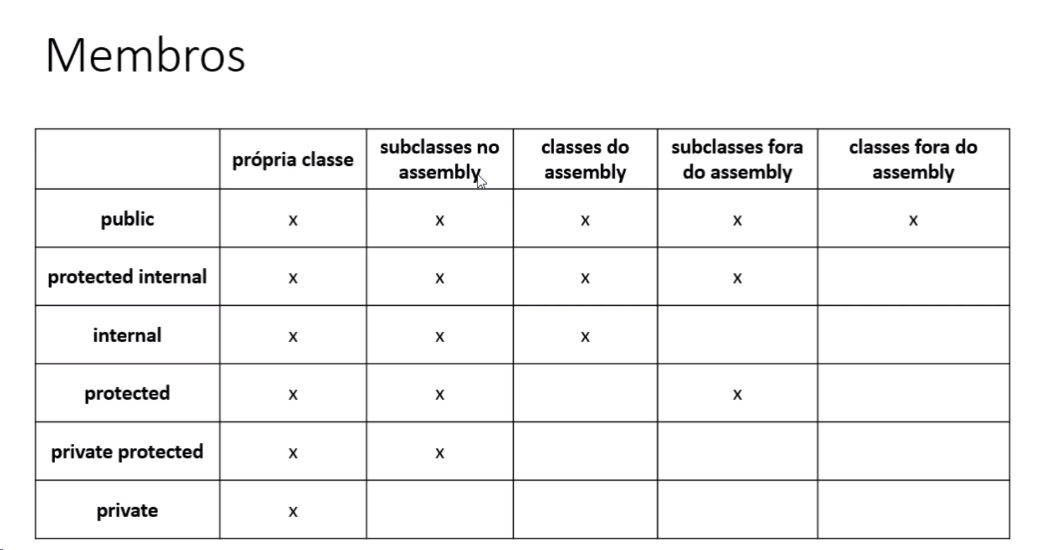 Membros
própria classe subclasses no assembly classes do assembly subclasses fora do assembly classes fora do assembly
public x x x x x
protected internal x x x x
internal x x x
protected x x x
private protected x x
private x